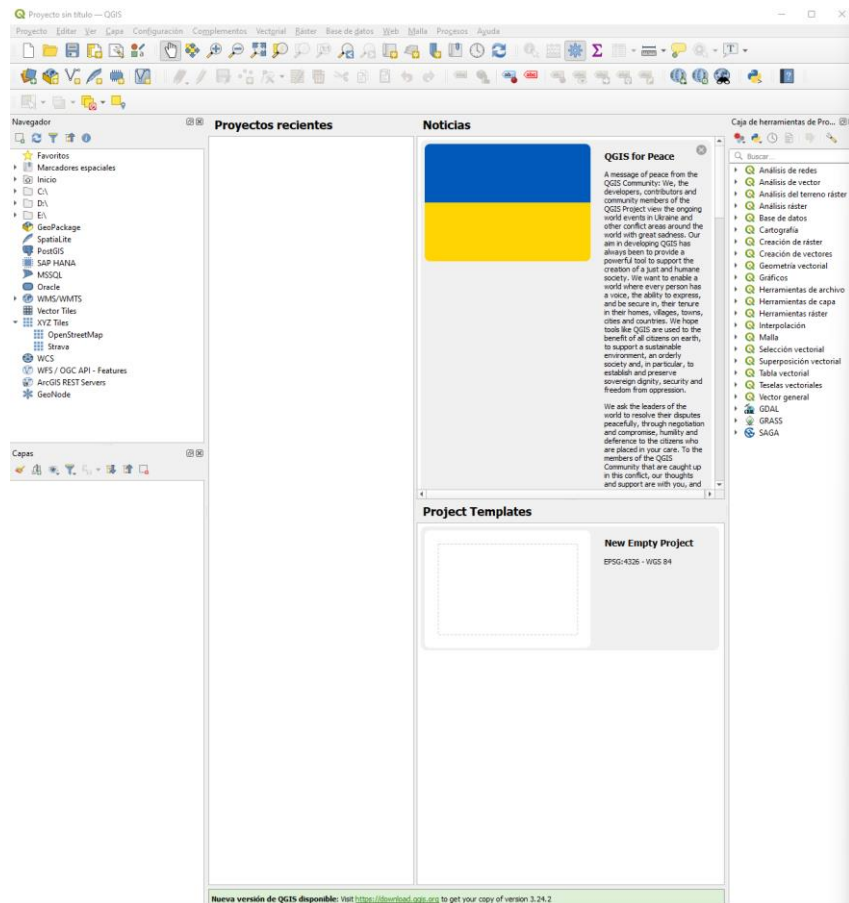 Proyecto sin título — QGIS
Proyecto Editar Ver Capa Configuración Complementos Vectorial Ráster Base de datos Web Malla Procesos Ayuda
Navegador
Favoritos
Marcadores espaciales
Inicio
C:\
D:\
E:\
GeoPackage
SpatiaLite
PostGIS
SAP HANA
MSSQL
Oracle
WMS/WMTS
Vector Tiles
XYZ Tiles
OpenStreetMap
Strava
WCS
WFS / OGC API - Features
ArcGIS REST Servers
GeoNode
Capas
Proyectos recientes
Noticias
QGIS for Peace
A message of peace from the
QGIS Community: We, the
developers, contributors and
community members of the
QGIS Project view the ongoing
world events in Ukraine and
other conflict areas around the
world with great sadness. Our
aim in developing QGIS has
always been to provide a
powerful tool to support the
creation of a just and humane
society. We want to enable a
world where every person has
a voice, the ability to express,
and be secure in, their tenure
in their homes, villages, towns,
cities and countries. We hope
tools like QGIS are used to the
benefit of all citizens on earth,
to support a sustainable
environment, an orderly
society and, in particular, to
establish and preserve
sovereign dignity, security and
freedom from oppression.
We ask the leaders of the
world to resolve their disputes
peacefully, through negotiation
and compromise, humility and
deference to the citizens who
are placed in your care. To the
members of the QGIS
Community that are caught up
in this conflict, our thoughts
and support are with you, and
Project Templates
New Empty Project
EPSG:4326 - WGS 84
Nueva versión de QGIS disponible: Visit https://download.qgis.org to get your copy of version 3.24.2
Caja de herramientas de Pro...
Buscar...
Análisis de redes
Análisis de vector
Análisis del terreno ráster
Análisis ráster
Base de datos
Cartografía
Creación de ráster
Creación de vectores
Geometría vectorial
Gráficos
Herramientas de archivo
Herramientas de capa
Herramientas ráster
Interpolación
Malla
Selección vectorial
Superposición vectorial
Tabla vectorial
Teselas vectoriales
Vector general
GDAL
GRASS
SAGA